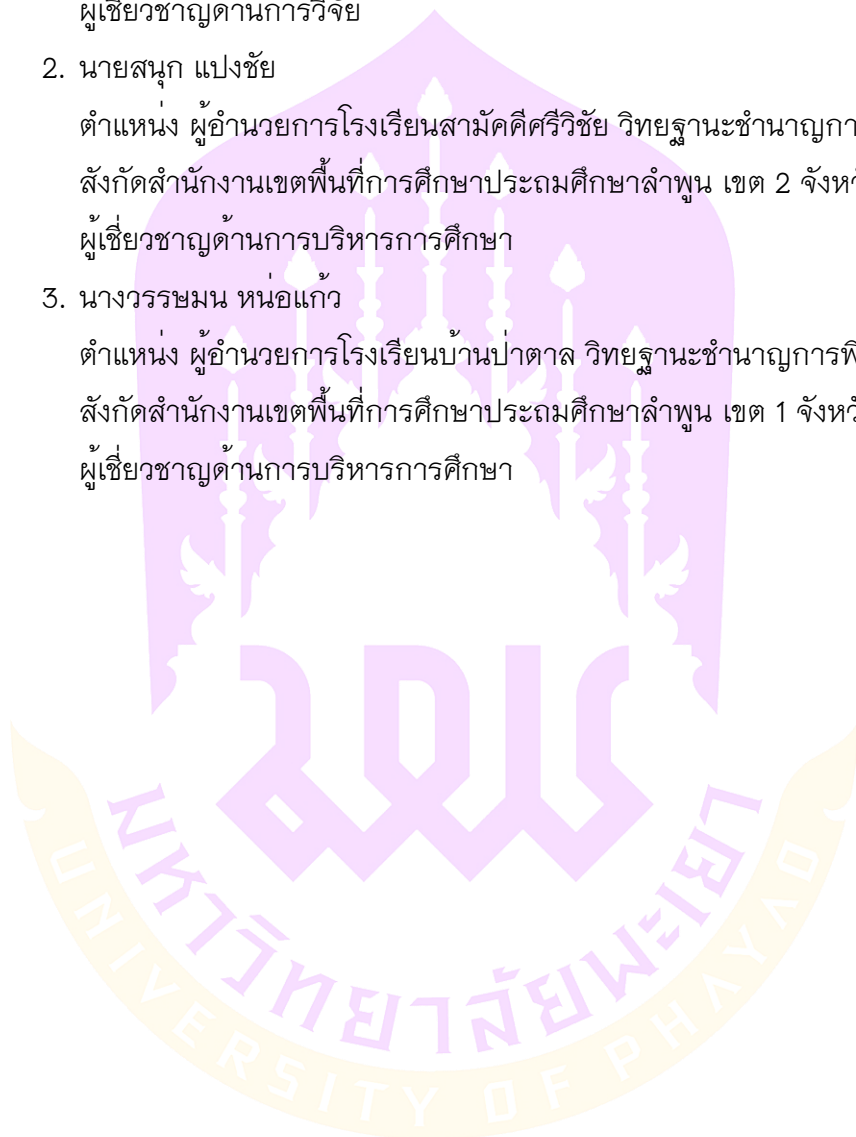 ผู้เชี่ยวชาญด้านการวิจัย
2. นายสนุก แปงชัย
ตำแหน่ง ผู้อำนวยการโรงเรียนสามัคคีศรีวิชัย วิทยฐานะชำนาญกา
สังกัดสำนักงานเขตพื้นที่การศึกษาประถมศึกษาลำพูน เขต 2 จังห
ผู้เชี่ยวชาญด้านการบริหารการศึกษา
3. นางวรรษมน หน่อแก้ว
ตำแหน่ง ผู้อำนวยการโรงเรียนบ้านป่าตาล วิทยฐานะชำนาญการพิ
สังกัดสำนักงานเขตพื้นที่การศึกษาประถมศึกษาลำพูน เขต 1 จังหวั
ผู้เชี่ยวชาญด้านการบริหารการศึกษา
มหาวิทยาลัยพะเยา
UNIVERSITY OF PHAYAO